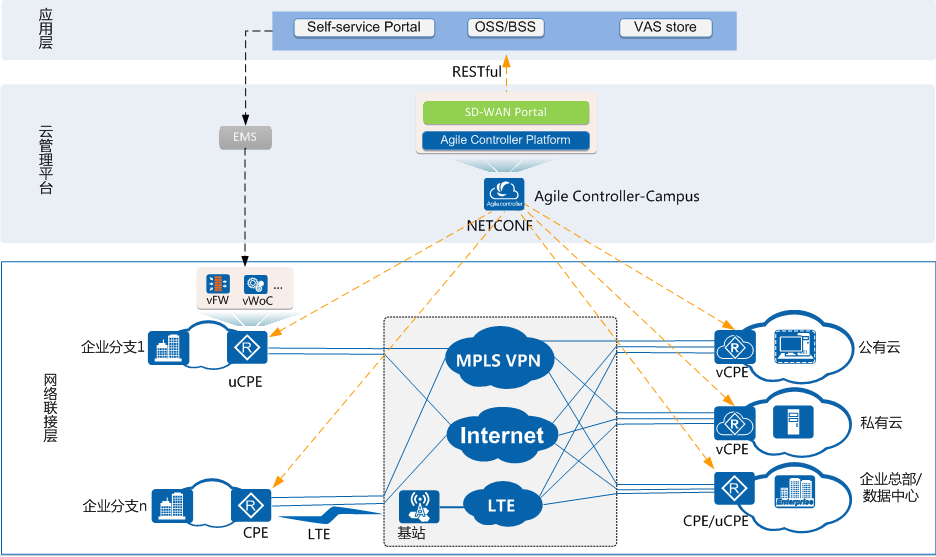 应用层
Self-service Portal
OSS/BSS
VAS store
RESTful
云管理平台
EMS
SD-WAN Portal
Agile Controller Platform
Agile controller
Agile Controller-Campus
NETCONF
网络联接层
vFW
vWoC
...
企业分支1
R
uCPE
MPLS VPN
R
vCPE
公有云
Internet
R
vCPE
私有云
企业分支n
R
CPE
LTE
基站
LTE
R
CPE/uCPE
Enterprise
企业总部/
数据中心